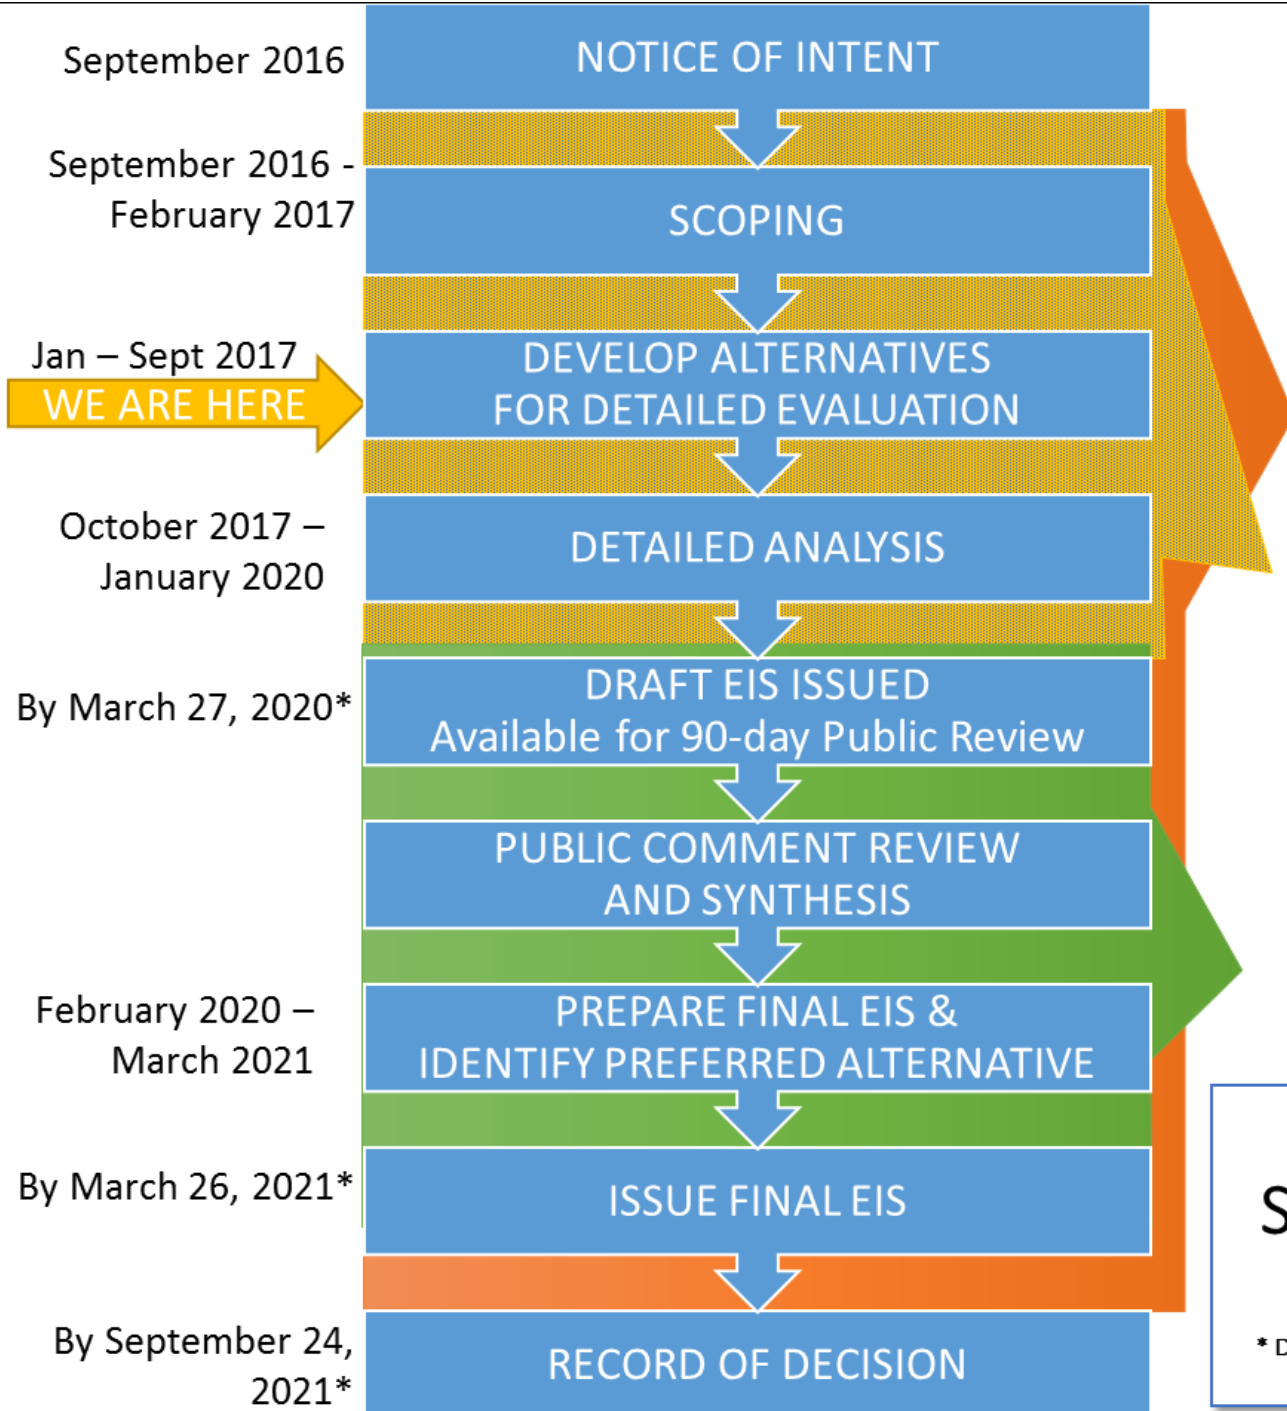 September 2016
NOTICE OF INTENT
September 2016 -
February 2017
SCOPING
Jan – Sept 2017
WE ARE HERE
DEVELOP ALTERNATIVES
FOR DETAILED EVALUATION
October 2017 –
January 2020
DETAILED ANALYSIS
By March 27, 2020*
DRAFT EIS ISSUED
Available for 90-day Public Review
PUBLIC COMMENT REVIEW
AND SYNTHESIS
February 2020 –
March 2021
PREPARE FINAL EIS &
IDENTIFY PREFERRED ALTERNATIVE
By March 26, 2021*
ISSUE FINAL EIS
By September 24,
2021*
RECORD OF DECISION